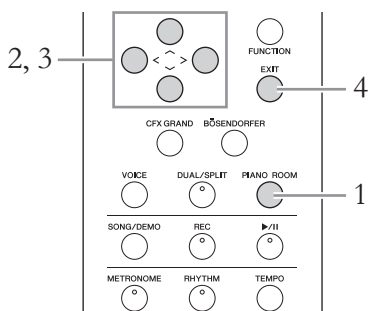 FUNCTION
2, 3
EXIT
4
CFX GRAND BÖSENDORFER
VOICE DUAL/SPLIT PIANO ROOM
1
SONG/DEMO REC ▶/II
METRONOME RHYTHM TEMPO